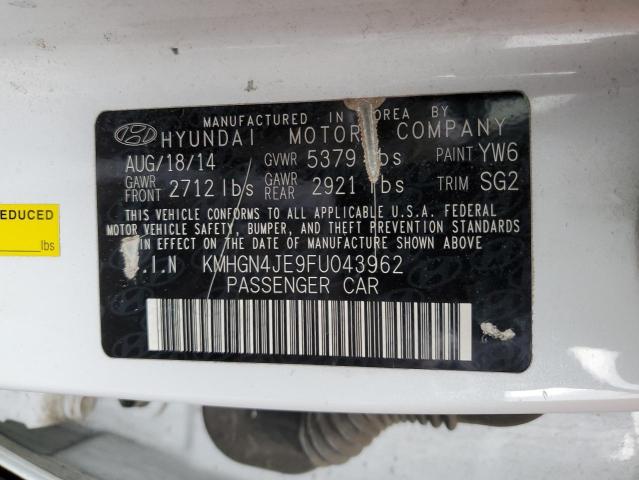 MANUFACTURED IN KOREA BY
HYUNDAI MOTOR COMPANY
AUG/18/14 GVWR 5379 lbs PAINT YW6
GAWR FRONT 2712 lbs GAWR REAR 2921 lbs TRIM SG2
THIS VEHICLE CONFORMS TO ALL APPLICABLE U.S.A. FEDERAL
MOTOR VEHICLE SAFETY, BUMPER, AND THEFT PREVENTION STANDARDS
IN EFFECT ON THE DATE OF MANUFACTURE SHOWN ABOVE.
V.I.N KMHGN4JE9FU043962
PASSENGER CAR
REDUCED
lbs